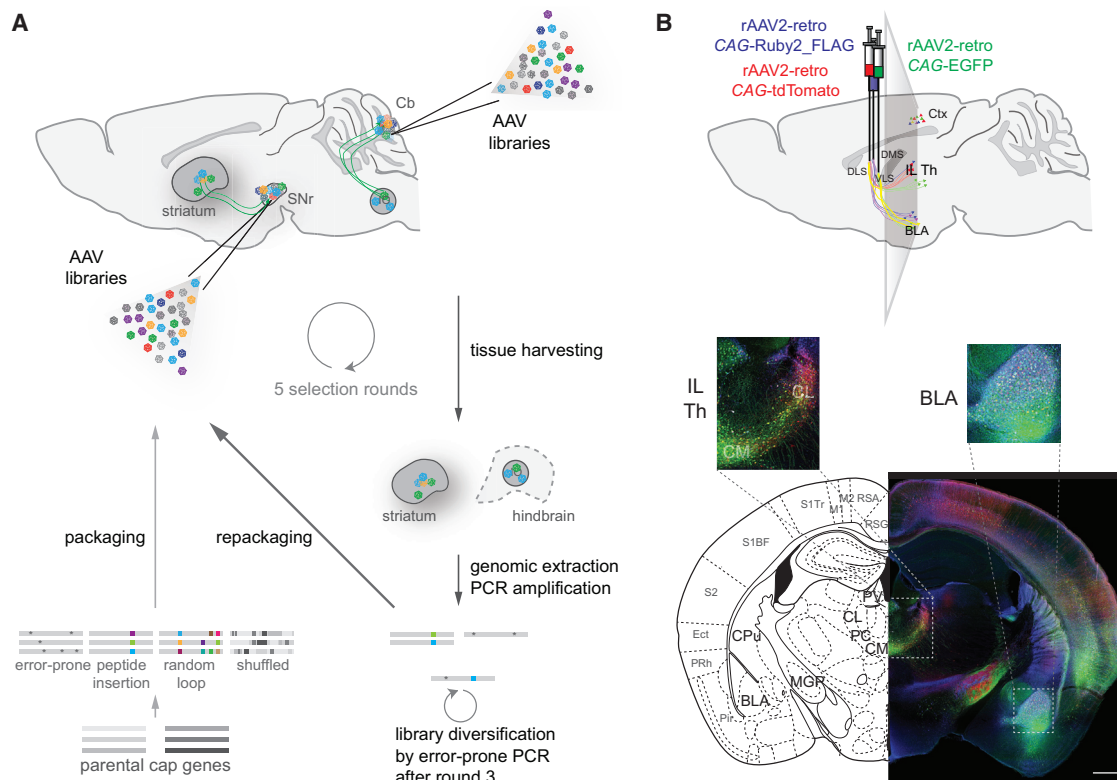 A
Cb
AAV
libraries
striatum
SNr
AAV
libraries
5 selection rounds
tissue harvesting
striatum
hindbrain
packaging
repackaging
genomic extraction
PCR amplification
error-prone
peptide
insertion
random
loop
shuffled
parental cap genes
library diversification
by error-prone PCR
after round 3
B
rAAV2-retro
CAG-Ruby2_FLAG
rAAV2-retro
CAG-tdTomato
rAAV2-retro
CAG-EGFP
Ctx
DMS
DLS
VLS
IL Th
BLA
IL
Th
CL
CM
BLA
S1Tr
M1
M2
RSA
RSG
S1BF
S2
Ect
PRh
Pir
CPu
BLA
MGP
PV
CL
PC
CM